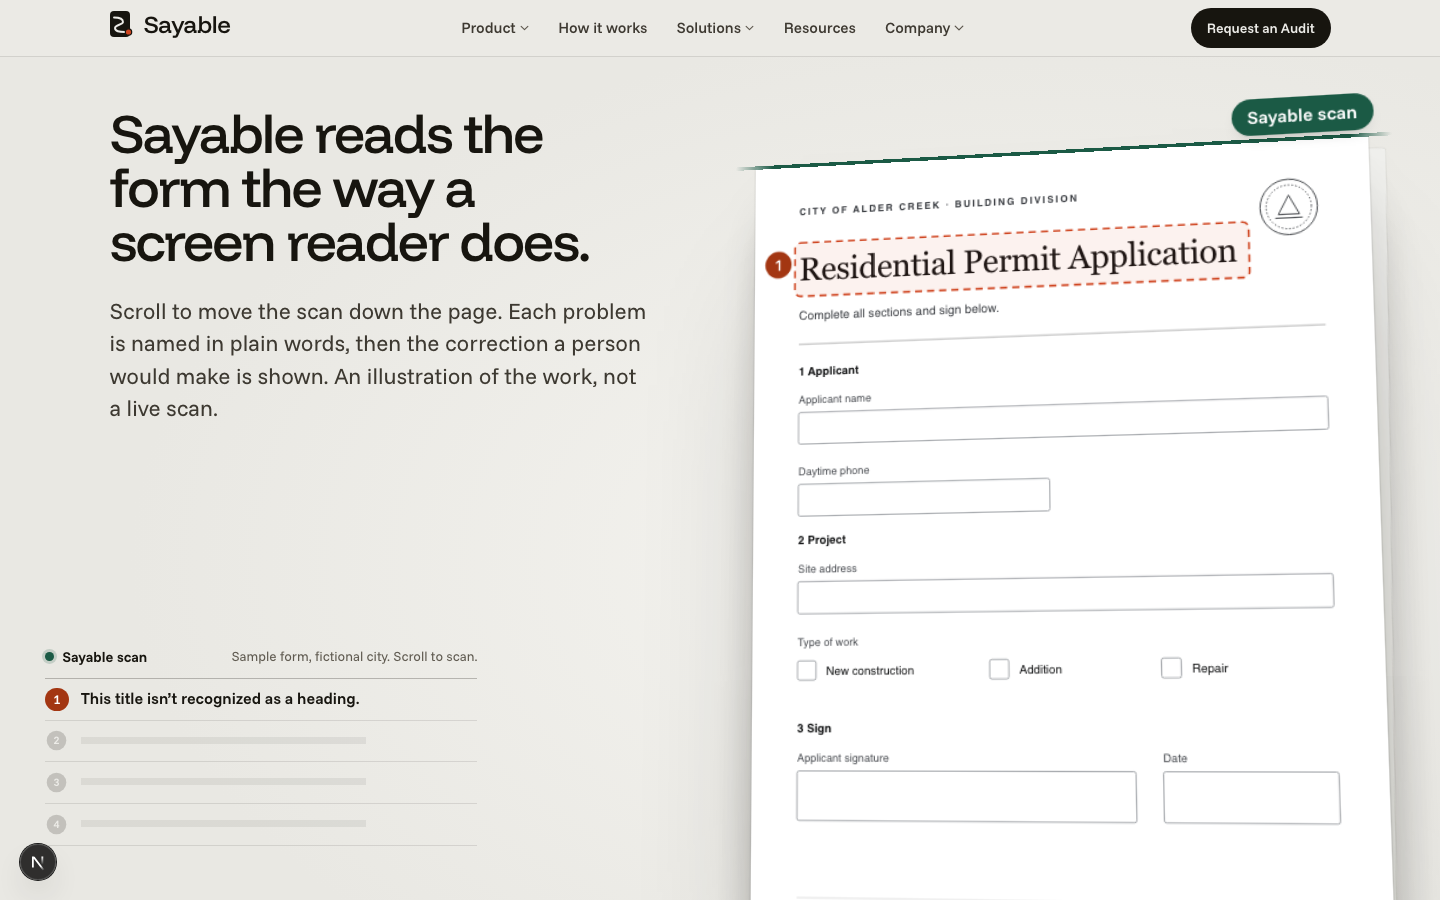 Sayable
Product
How it works
Solutions
Resources
Company
Request an Audit
Sayable reads the
form the way a
screen reader does.
Scroll to move the scan down the page. Each problem
is named in plain words, then the correction a person
would make is shown. An illustration of the work, not
a live scan.
Sayable scan
Sample form, fictional city. Scroll to scan.
1
This title isn’t recognized as a heading.
2
3
4
N
Sayable scan
CITY OF ALDER CREEK · BUILDING DIVISION
1
Residential Permit Application
Complete all sections and sign below.
1 Applicant
Applicant name
Daytime phone
2 Project
Site address
Type of work
New construction
Addition
Repair
3 Sign
Applicant signature
Date